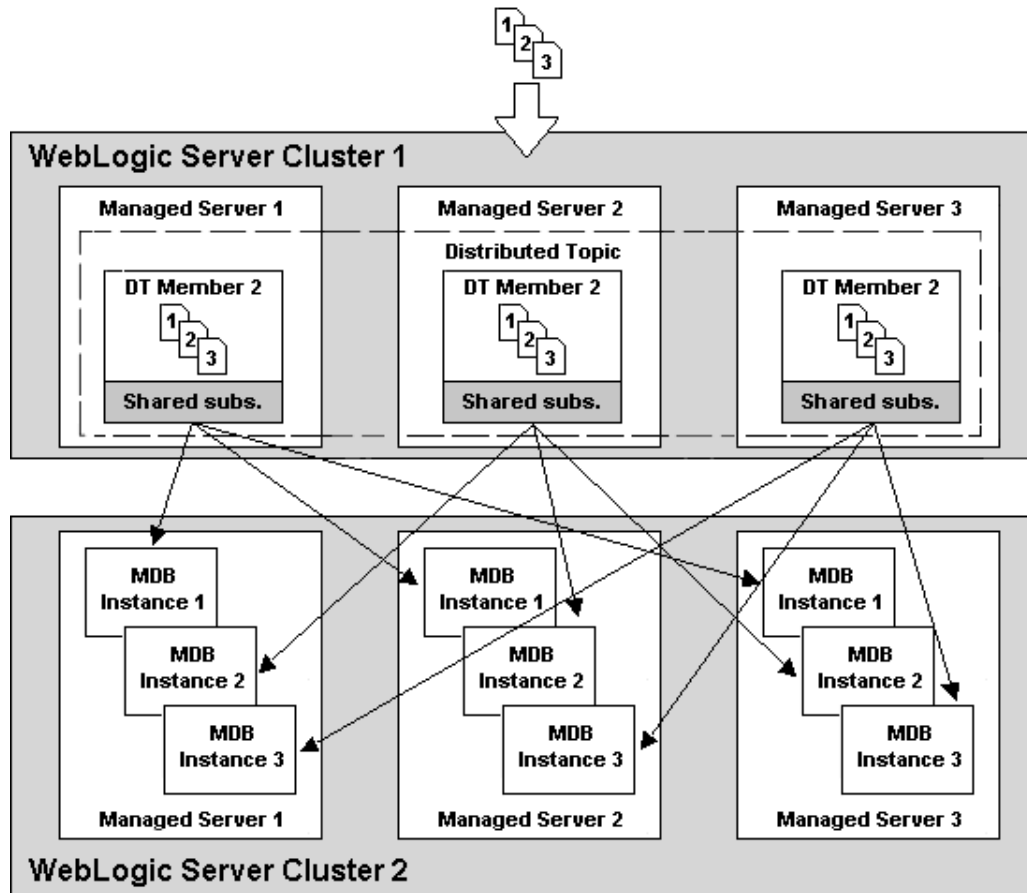 1
2
3
WebLogic Server Cluster 1
Managed Server 1
Managed Server 2
Managed Server 3
Distributed Topic
DT Member 2
1
2
3
Shared subs.
DT Member 2
1
2
3
Shared subs.
DT Member 2
1
2
3
Shared subs.
MDB
Instance 1
MDB
Instance 2
MDB
Instance 3
Managed Server 1
MDB
Instance 1
MDB
Instance 2
MDB
Instance 3
Managed Server 2
MDB
Instance 1
MDB
Instance 2
MDB
Instance 3
Managed Server 3
WebLogic Server Cluster 2